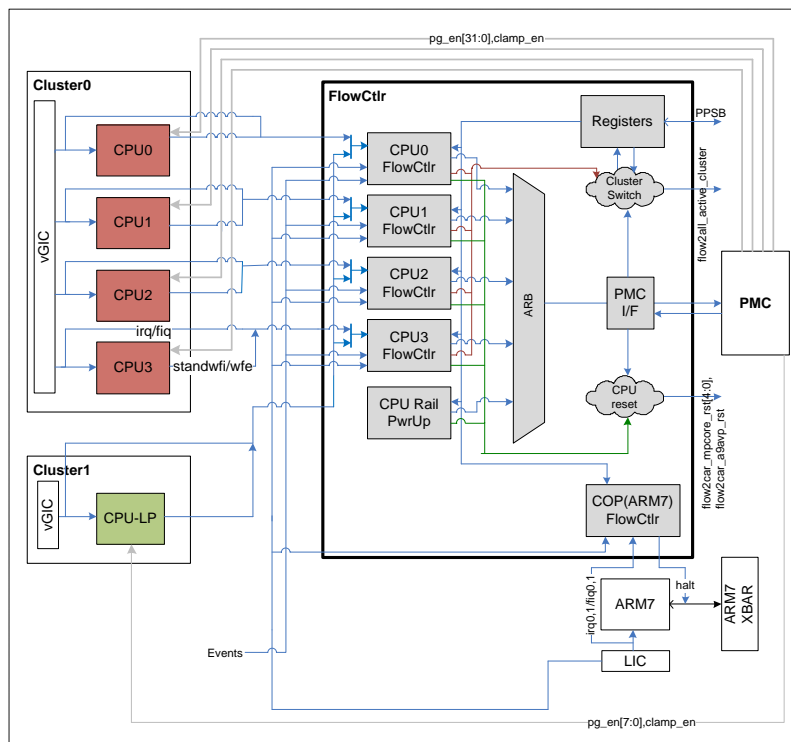 pg_en[31:0],clamp_en
Cluster0
vGIC
CPU0
CPU1
CPU2
irq/fiq
CPU3
standwfi/wfe
Cluster1
vGIC
CPU-LP
FlowCtlr
CPU0
FlowCtlr
CPU1
FlowCtlr
CPU2
FlowCtlr
CPU3
FlowCtlr
CPU Rail
PwrUp
ARB
Registers
Cluster
Switch
PMC
I/F
CPU
reset
COP(ARM7)
FlowCtlr
PPSB
flow2all_active_cluster
PMC
flow2car_mpcore_rst[4:0],
flow2car_a9avp_rst
irq0,1/fiq0,1
halt
ARM7
ARM7
XBAR
LIC
Events
pg_en[7:0],clamp_en